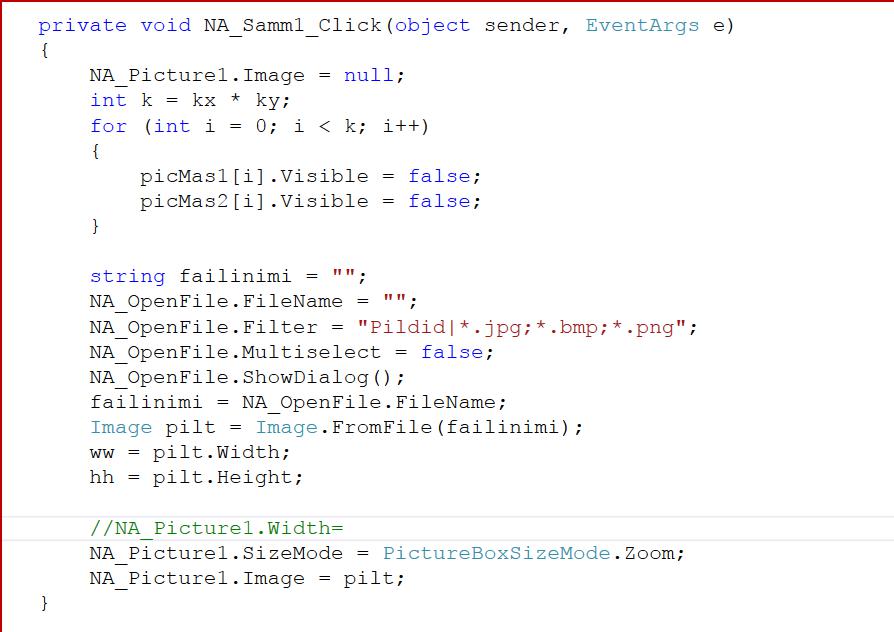 private void NA_Samm1_Click(object sender, EventArgs e)
{
    NA_Picture1.Image = null;
    int k = kx * ky;
    for (int i = 0; i < k; i++)
    {
        picMas1[i].Visible = false;
        picMas2[i].Visible = false;
    }

    string failinimi = "";
    NA_OpenFile.FileName = "";
    NA_OpenFile.Filter = "Pildid|*.jpg;*.bmp;*.png";
    NA_OpenFile.Multiselect = false;
    NA_OpenFile.ShowDialog();
    failinimi = NA_OpenFile.FileName;
    Image pilt = Image.FromFile(failinimi);
    ww = pilt.Width;
    hh = pilt.Height;

    //NA_Picture1.Width=
    NA_Picture1.SizeMode = PictureBoxSizeMode.Zoom;
    NA_Picture1.Image = pilt;
}